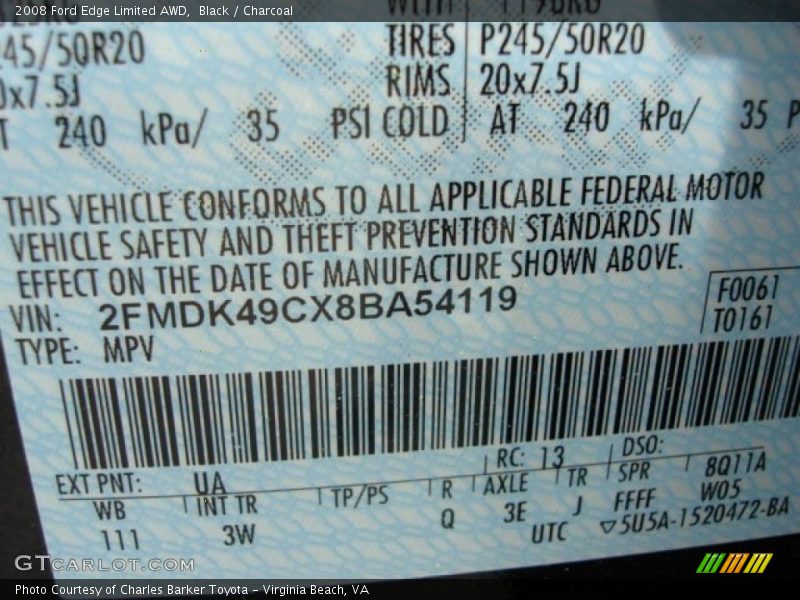 2008 Ford Edge Limited AWD, Black / Charcoal
TIRES P245/50R20
245/50R20
RIMS 20x7.5J
0x7.5J
AT 240 kPa/ 35 PSI COLD AT 240 kPa/ 35 P
THIS VEHICLE CONFORMS TO ALL APPLICABLE FEDERAL MOTOR
VEHICLE SAFETY AND THEFT PREVENTION STANDARDS IN
EFFECT ON THE DATE OF MANUFACTURE SHOWN ABOVE.
VIN: 2FMDK49CX8BA54119
F0061
TYPE: MPV
T0161
EXT PNT: UA RC: 13 DSO:
WB INT TR TP/PS R AXLE TR SPR 8Q11A
111 3W Q 3E J FFFF W05
UTC ▽5U5A-1520472-BA
GTCARLOT.COM
Photo Courtesy of Charles Barker Toyota - Virginia Beach, VA